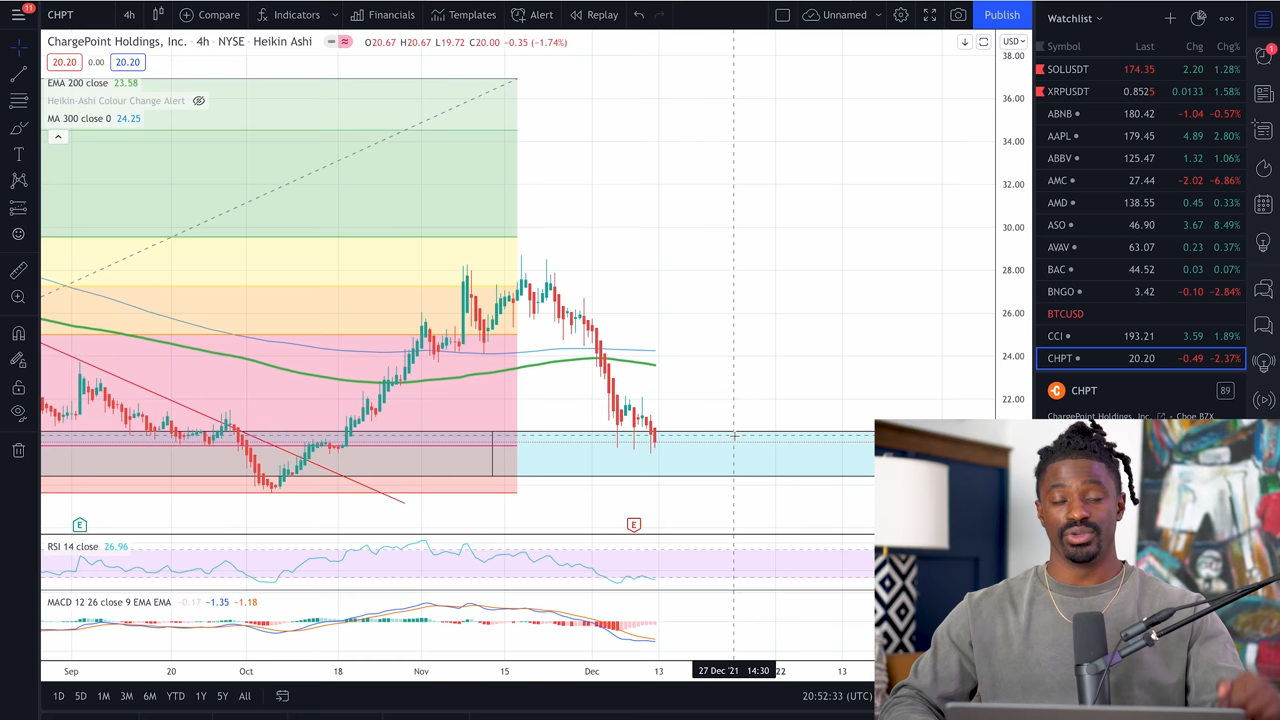 11
CHPT 4h Compare Indicators Financials Templates Alert Replay Unnamed Publish
ChargePoint Holdings, Inc. · 4h · NYSE · Heikin Ashi O20.67 H20.67 L19.72 C20.00 −0.35 (−1.74%)
20.20 0.00 20.20
EMA 200 close 23.58
Heikin-Ashi Colour Change Alert
MA 300 close 0 24.25
USD
38.00
36.00
34.00
32.00
30.00
28.00
26.00
24.00
22.00
E
E
RSI 14 close 26.96
MACD 12 26 close 9 EMA EMA −0.17 −1.35 −1.18
Sep 20 Oct 18 Nov 15 Dec 13 27 Dec '21 14:30 22 13
1D 5D 1M 3M 6M YTD 1Y 5Y All 20:52:33 (UTC)
Watchlist
1
Symbol Last Chg Chg%
SOLUSDT 174.35 2.20 1.28%
XRPUSDT 0.8525 0.0133 1.58%
ABNB 180.42 −1.04 −0.57%
AAPL 179.45 4.89 2.80%
ABBV 125.47 1.32 1.06%
AMC 27.44 −2.02 −6.86%
AMD 138.55 0.45 0.33%
ASO 46.90 3.67 8.49%
AVAV 63.07 0.23 0.37%
BAC 44.52 0.03 0.07%
BNGO 3.42 −0.10 −2.84%
BTCUSD
CCI 193.21 3.59 1.89%
CHPT 20.20 −0.49 −2.37%
CHPT 89
ChargePoint Holdings, Inc. · Cboe BZX